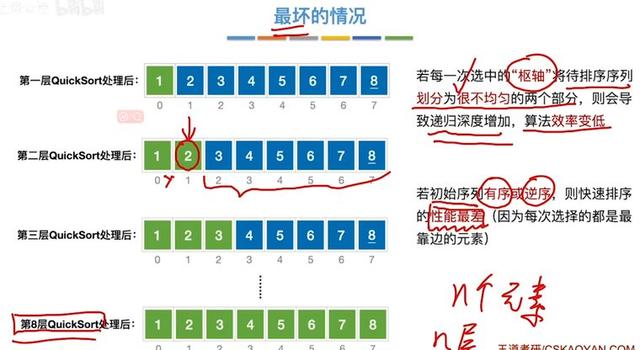 最坏的情况
第一层QuickSort处理后:
1 2 3 4 5 6 7 8
0 1 2 3 4 5 6 7
第二层QuickSort处理后:
1 2 3 4 5 6 7 8
0 1 2 3 4 5 6 7
第三层QuickSort处理后:
1 2 3 4 5 6 7 8
0 1 2 3 4 5 6 7
第8层QuickSort处理后:
1 2 3 4 5 6 7 8
0 1 2 3 4 5 6 7
若每一次选中的“枢轴”将待排序序列
划分为很不均匀的两个部分,则会导
致递归深度增加,算法效率变低
若初始序列有序或逆序,则快速排序
的性能最差(因为每次选择的都是最
靠边的元素)
n个元素
n层
王道考研/CSKAOYAN.COM